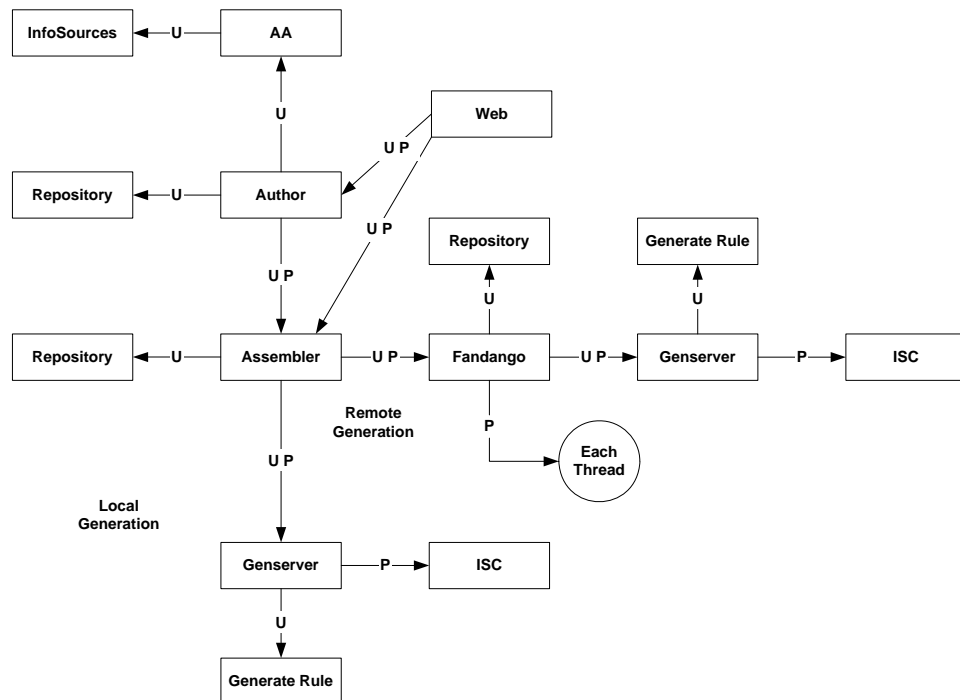 InfoSources
U
AA
U
Web
U P
Repository
U
Author
U P
U P
Repository
Generate Rule
U
U
Repository
U
Assembler
U P
Fandango
U P
Genserver
P
ISC
Remote
Generation
P
Each
Thread
U P
Local
Generation
Genserver
P
ISC
U
Generate Rule